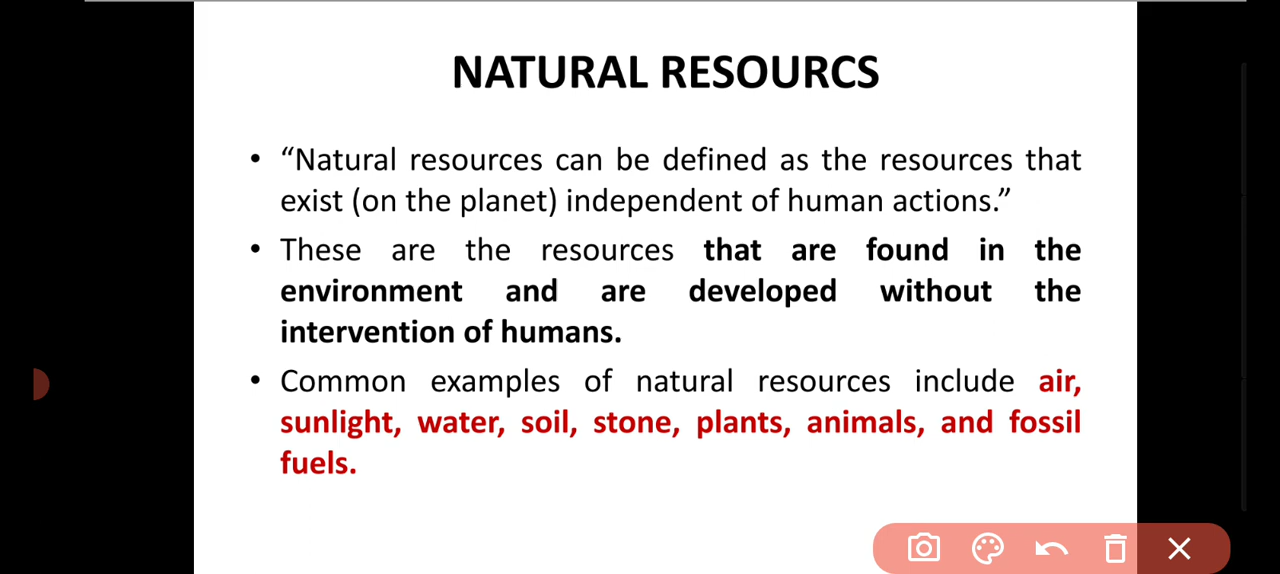 NATURAL RESOURCS
• “Natural resources can be defined as the resources that
exist (on the planet) independent of human actions.”
• These are the resources that are found in the
environment and are developed without the
intervention of humans.
• Common examples of natural resources include air,
sunlight, water, soil, stone, plants, animals, and fossil
fuels.